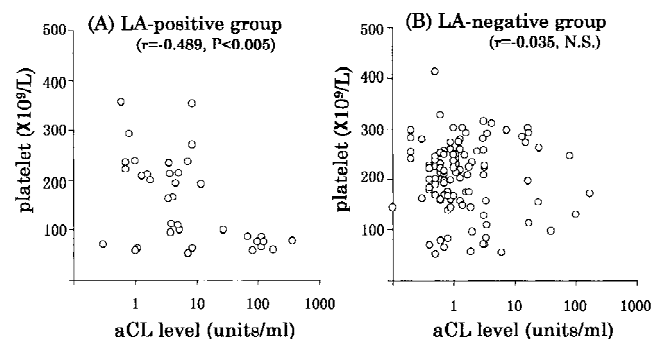 (A) LA-positive group
(r=-0.489, P<0.005)
500
400
300
200
100
platelet (X10⁹/L)
1
10
100
1000
aCL level (units/ml)
(B) LA-negative group
(r=-0.035, N.S.)
500
400
300
200
100
platelet (X10⁹/L)
1
10
100
1000
aCL level (units/ml)